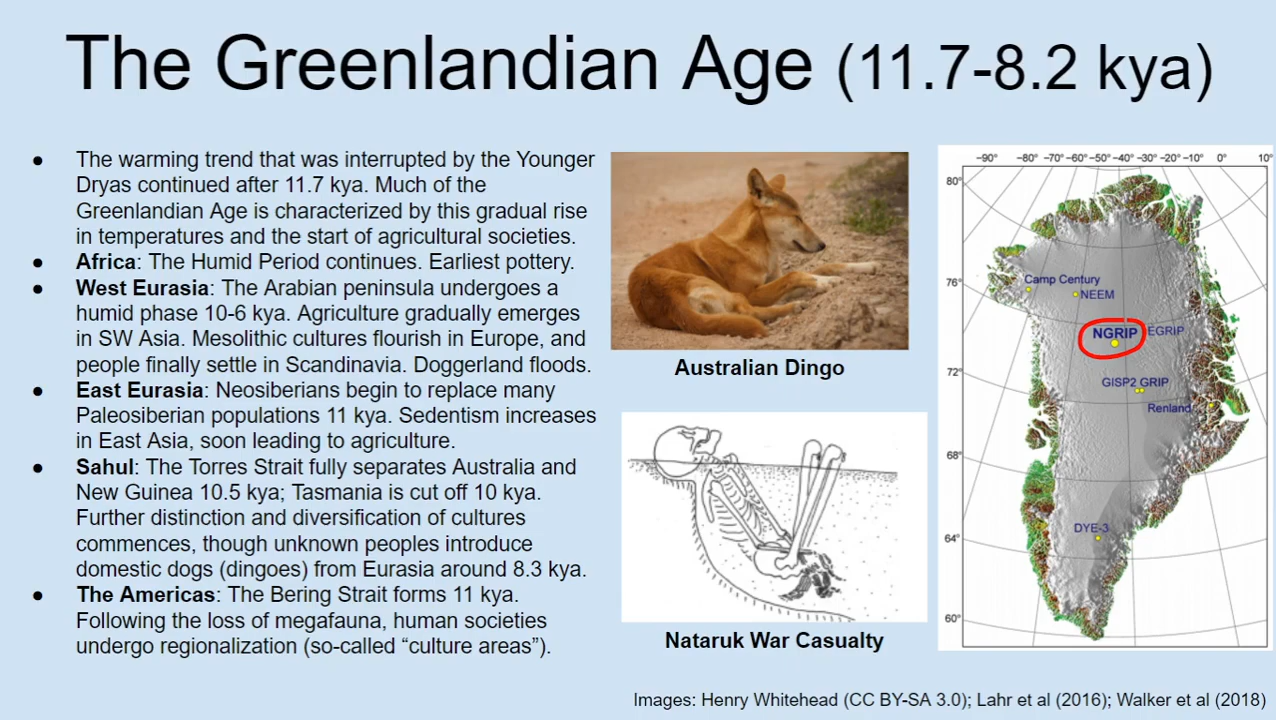 The Greenlandian Age (11.7-8.2 kya)
● The warming trend that was interrupted by the Younger
Dryas continued after 11.7 kya. Much of the
Greenlandian Age is characterized by this gradual rise
in temperatures and the start of agricultural societies.
● Africa: The Humid Period continues. Earliest pottery.
● West Eurasia: The Arabian peninsula undergoes a
humid phase 10-6 kya. Agriculture gradually emerges
in SW Asia. Mesolithic cultures flourish in Europe, and
people finally settle in Scandinavia. Doggerland floods.
● East Eurasia: Neosiberians begin to replace many
Paleosiberian populations 11 kya. Sedentism increases
in East Asia, soon leading to agriculture.
● Sahul: The Torres Strait fully separates Australia and
New Guinea 10.5 kya; Tasmania is cut off 10 kya.
Further distinction and diversification of cultures
commences, though unknown peoples introduce
domestic dogs (dingoes) from Eurasia around 8.3 kya.
● The Americas: The Bering Strait forms 11 kya.
Following the loss of megafauna, human societies
undergo regionalization (so-called “culture areas”).
Australian Dingo
Nataruk War Casualty
−90° −80° −70° −60° −50° −40° −30° −20° −10° 0° 10°
80°
76°
72°
68°
64°
60°
Camp Century
NEEM
NGRIP EGRIP
GISP2 GRIP
Renland
DYE-3
Images: Henry Whitehead (CC BY-SA 3.0); Lahr et al (2016); Walker et al (2018)